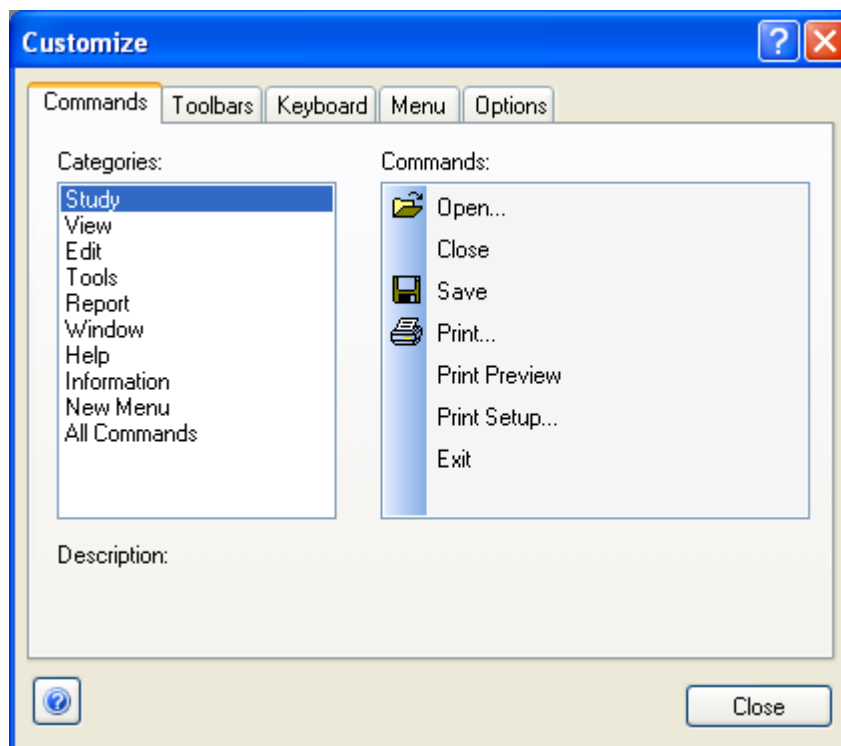 Customize
Commands Toolbars Keyboard Menu Options
Categories:
Study
View
Edit
Tools
Report
Window
Help
Information
New Menu
All Commands
Commands:
Open...
Close
Save
Print...
Print Preview
Print Setup...
Exit
Description:
Close